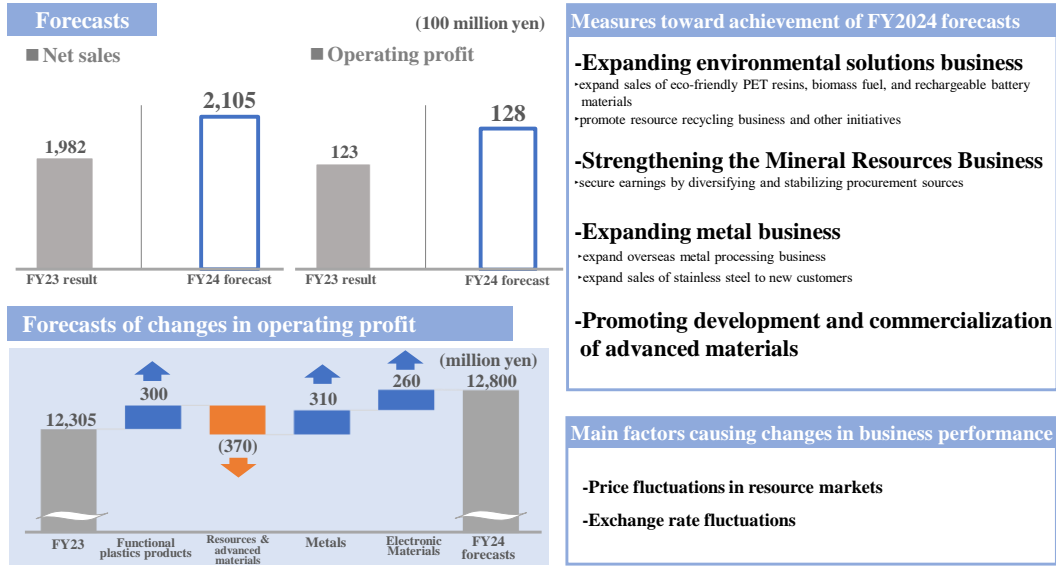 Forecasts
(100 million yen)
Net sales
Operating profit
2,105
1,982
128
123
FY23 result
FY24 forecast
FY23 result
FY24 forecast
Forecasts of changes in operating profit
(million yen)
12,305
300
(370)
310
260
12,800
FY23
Functional
plastics products
Resources &
advanced
materials
Metals
Electronic
Materials
FY24
forecasts
Measures toward achievement of FY2024 forecasts
-Expanding environmental solutions business
‣expand sales of eco-friendly PET resins, biomass fuel, and rechargeable battery
materials
‣promote resource recycling business and other initiatives
-Strengthening the Mineral Resources Business
‣secure earnings by diversifying and stabilizing procurement sources
-Expanding metal business
‣expand overseas metal processing business
‣expand sales of stainless steel to new customers
-Promoting development and commercialization
of advanced materials
Main factors causing changes in business performance
-Price fluctuations in resource markets
-Exchange rate fluctuations